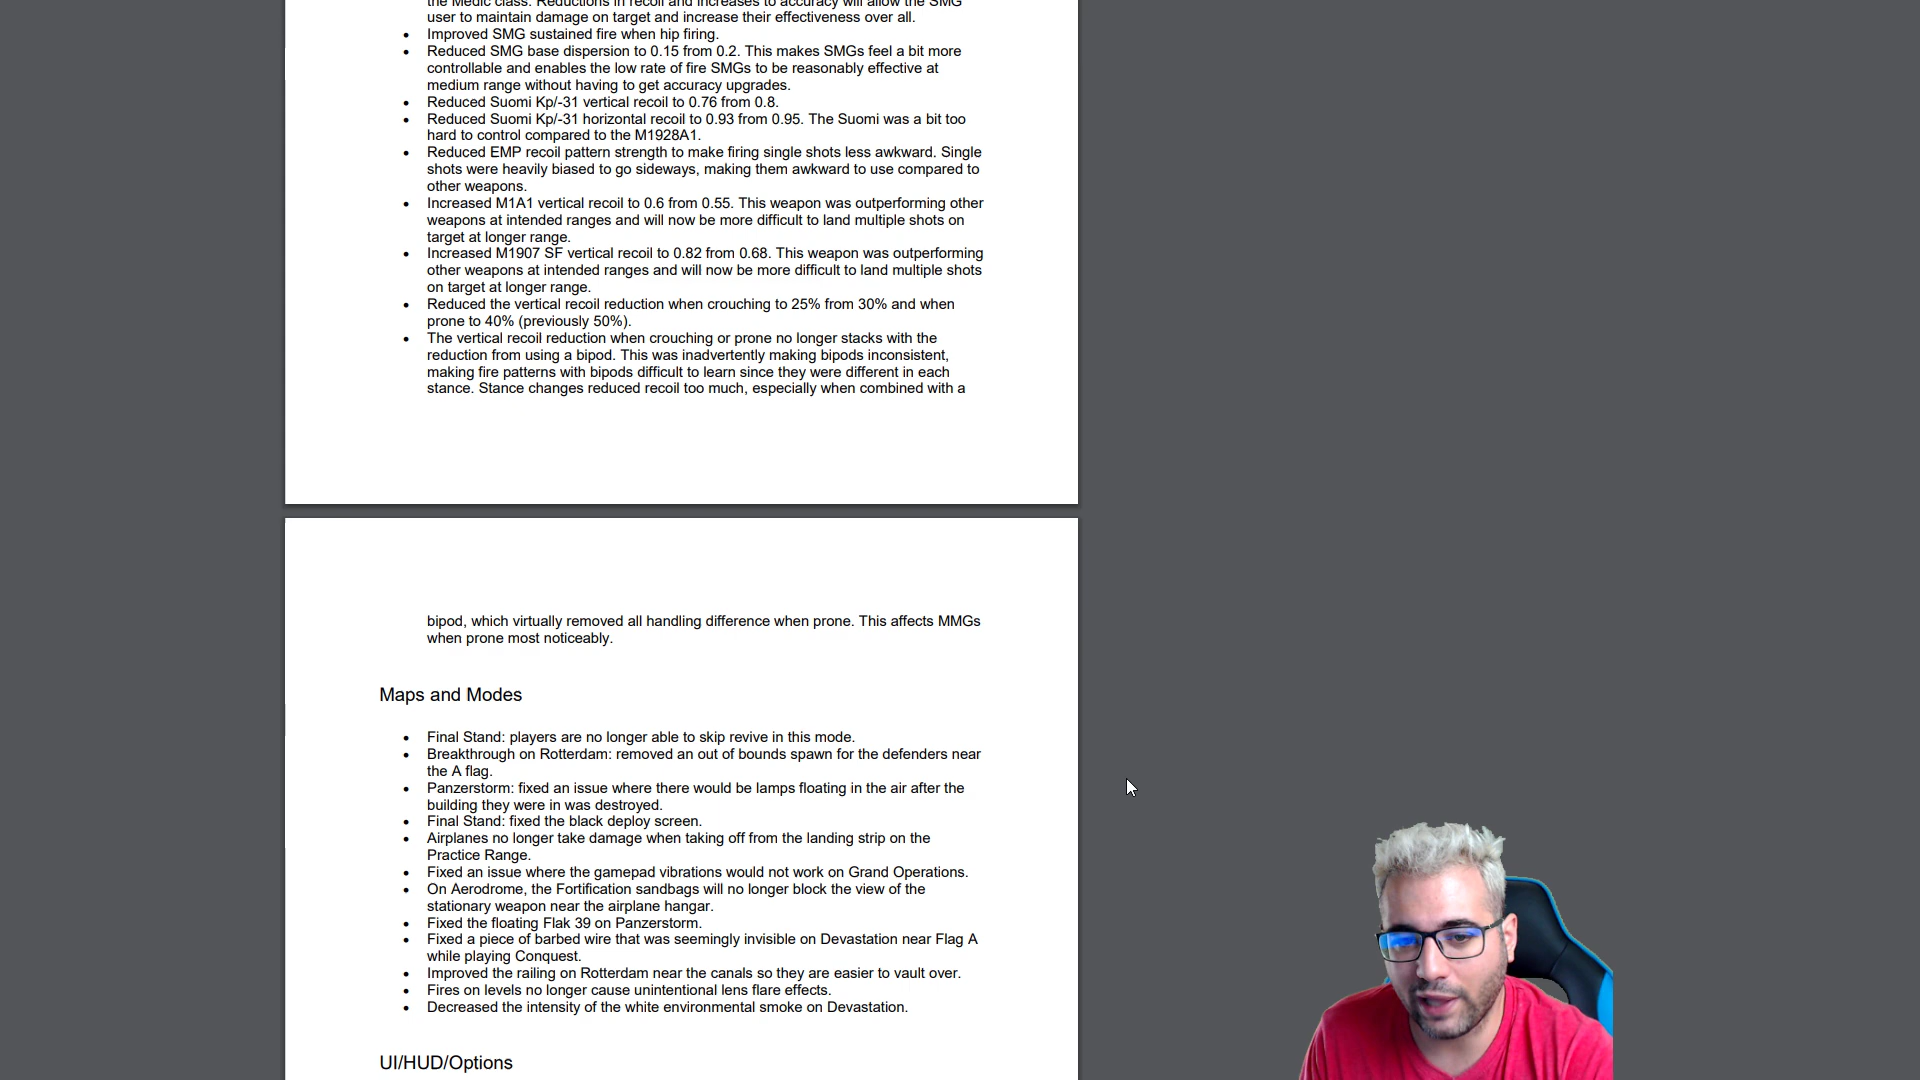 the Medic class. Reductions in recoil and increases to accuracy will allow the SMG
user to maintain damage on target and increase their effectiveness over all.
• Improved SMG sustained fire when hip firing.
• Reduced SMG base dispersion to 0.15 from 0.2. This makes SMGs feel a bit more
controllable and enables the low rate of fire SMGs to be reasonably effective at
medium range without having to get accuracy upgrades.
• Reduced Suomi Kp/-31 vertical recoil to 0.76 from 0.8.
• Reduced Suomi Kp/-31 horizontal recoil to 0.93 from 0.95. The Suomi was a bit too
hard to control compared to the M1928A1.
• Reduced EMP recoil pattern strength to make firing single shots less awkward. Single
shots were heavily biased to go sideways, making them awkward to use compared to
other weapons.
• Increased M1A1 vertical recoil to 0.6 from 0.55. This weapon was outperforming other
weapons at intended ranges and will now be more difficult to land multiple shots on
target at longer range.
• Increased M1907 SF vertical recoil to 0.82 from 0.68. This weapon was outperforming
other weapons at intended ranges and will now be more difficult to land multiple shots
on target at longer range.
• Reduced the vertical recoil reduction when crouching to 25% from 30% and when
prone to 40% (previously 50%).
• The vertical recoil reduction when crouching or prone no longer stacks with the
reduction from using a bipod. This was inadvertently making bipods inconsistent,
making fire patterns with bipods difficult to learn since they were different in each
stance. Stance changes reduced recoil too much, especially when combined with a
bipod, which virtually removed all handling difference when prone. This affects MMGs
when prone most noticeably.
Maps and Modes
• Final Stand: players are no longer able to skip revive in this mode.
• Breakthrough on Rotterdam: removed an out of bounds spawn for the defenders near
the A flag.
• Panzerstorm: fixed an issue where there would be lamps floating in the air after the
building they were in was destroyed.
• Final Stand: fixed the black deploy screen.
• Airplanes no longer take damage when taking off from the landing strip on the
Practice Range.
• Fixed an issue where the gamepad vibrations would not work on Grand Operations.
• On Aerodrome, the Fortification sandbags will no longer block the view of the
stationary weapon near the airplane hangar.
• Fixed the floating Flak 39 on Panzerstorm.
• Fixed a piece of barbed wire that was seemingly invisible on Devastation near Flag A
while playing Conquest.
• Improved the railing on Rotterdam near the canals so they are easier to vault over.
• Fires on levels no longer cause unintentional lens flare effects.
• Decreased the intensity of the white environmental smoke on Devastation.
UI/HUD/Options